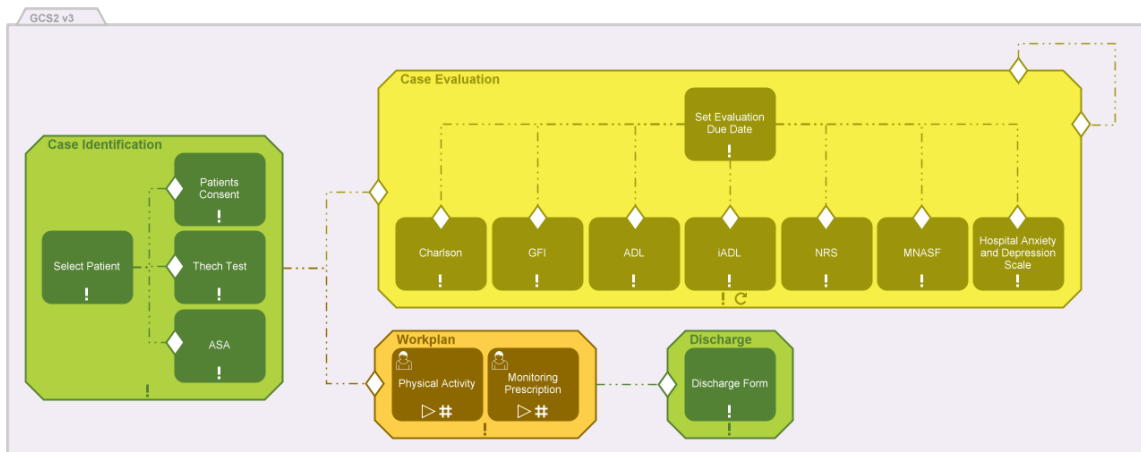 GCS2 v3
Case Identification
Patients
Consent
Select Patient
Thech Test
ASA
Case Evaluation
Set Evaluation
Due Date
Charlson
GFI
ADL
iADL
NRS
MNASF
Hospital Anxiety
and Depression
Scale
Workplan
Physical Activity
Monitoring
Prescription
Discharge
Discharge Form